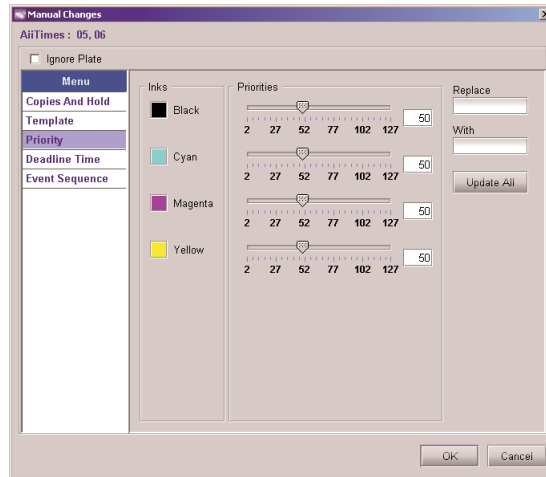 Manual Changes
AiiTimes : 05, 06
Ignore Plate
Menu
Copies And Hold
Template
Priority
Deadline Time
Event Sequence
Inks
Black
Cyan
Magenta
Yellow
Priorities
2 27 52 77 102 127
50
2 27 52 77 102 127
50
2 27 52 77 102 127
50
2 27 52 77 102 127
50
Replace
With
Update All
OK
Cancel